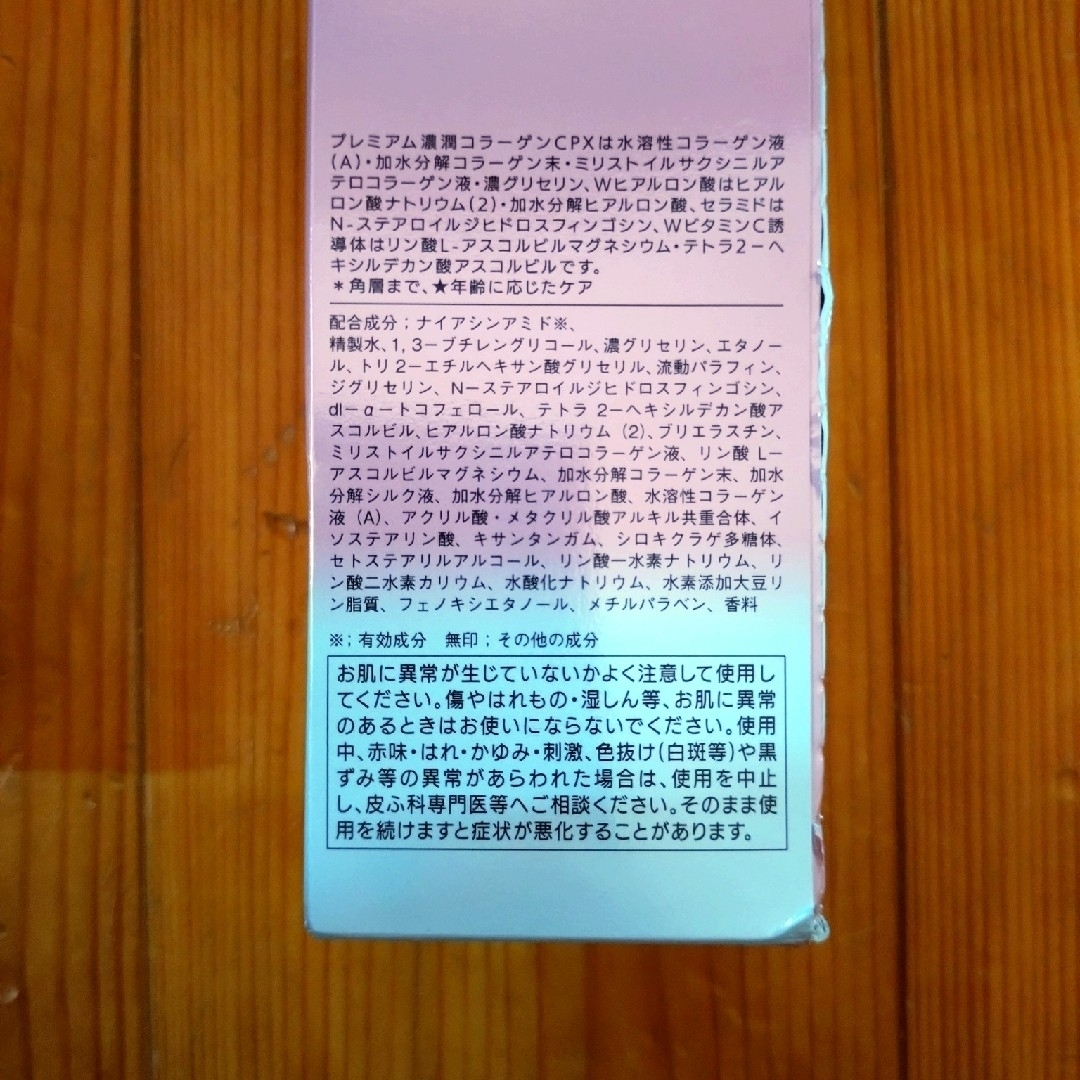 プレミアム濃潤コラーゲンCPXは水溶性コラーゲン液
(A)・加水分解コラーゲン末・ミリストイルサクシニルア
テロコラーゲン液・濃グリセリン、Wヒアルロン酸はヒアル
ロン酸ナトリウム(2)・加水分解ヒアルロン酸、セラミドは
N-ステアロイルジヒドロスフィンゴシン、WビタミンC誘
導体はリン酸L-アスコルビルマグネシウム・テトラ2-ヘ
キシルデカン酸アスコルビルです。
*角層まで、★年齢に応じたケア
配合成分；ナイアシンアミド※、
精製水、1,3-ブチレングリコール、濃グリセリン、エタノー
ル、トリ2-エチルヘキサン酸グリセリル、流動パラフィン、
ジグリセリン、N-ステアロイルジヒドロスフィンゴシン、
dl-α-トコフェロール、テトラ 2-ヘキシルデカン酸ア
スコルビル、ヒアルロン酸ナトリウム (2)、ブリエラスチン、
ミリストイルサクシニルアテロコラーゲン液、リン酸 L-
アスコルビルマグネシウム、加水分解コラーゲン末、加水
分解シルク液、加水分解ヒアルロン酸、水溶性コラーゲン
液 (A)、アクリル酸・メタクリル酸アルキル共重合体、イ
ソステアリン酸、キサンタンガム、シロキクラゲ多糖体、
セトステアリルアルコール、リン酸一水素ナトリウム、リ
ン酸二水素カリウム、水酸化ナトリウム、水素添加大豆リ
ン脂質、フェノキシエタノール、メチルパラベン、香料
※；有効成分 無印；その他の成分
お肌に異常が生じていないかよく注意して使用し
てください。傷やはれもの・湿しん等、お肌に異常
のあるときはお使いにならないでください。使用
中、赤味・はれ・かゆみ・刺激、色抜け(白斑等)や黒
ずみ等の異常があらわれた場合は、使用を中止
し、皮ふ科専門医等へご相談ください。そのまま使
用を続けますと症状が悪化することがあります。